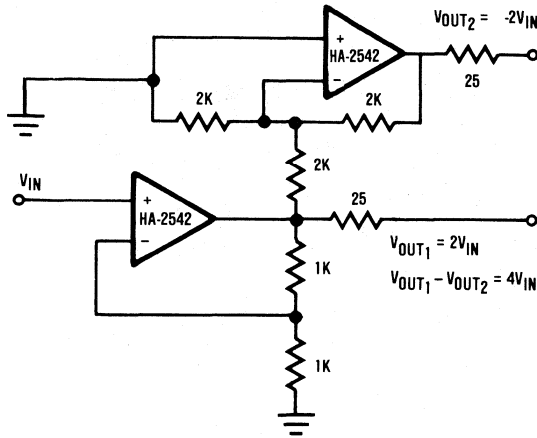 V_OUT2 = -2V_IN
+
HA-2542
−
25
2K
2K
2K
V_IN
+
HA-2542
−
25
V_OUT1 = 2V_IN
V_OUT1 − V_OUT2 = 4V_IN
1K
1K